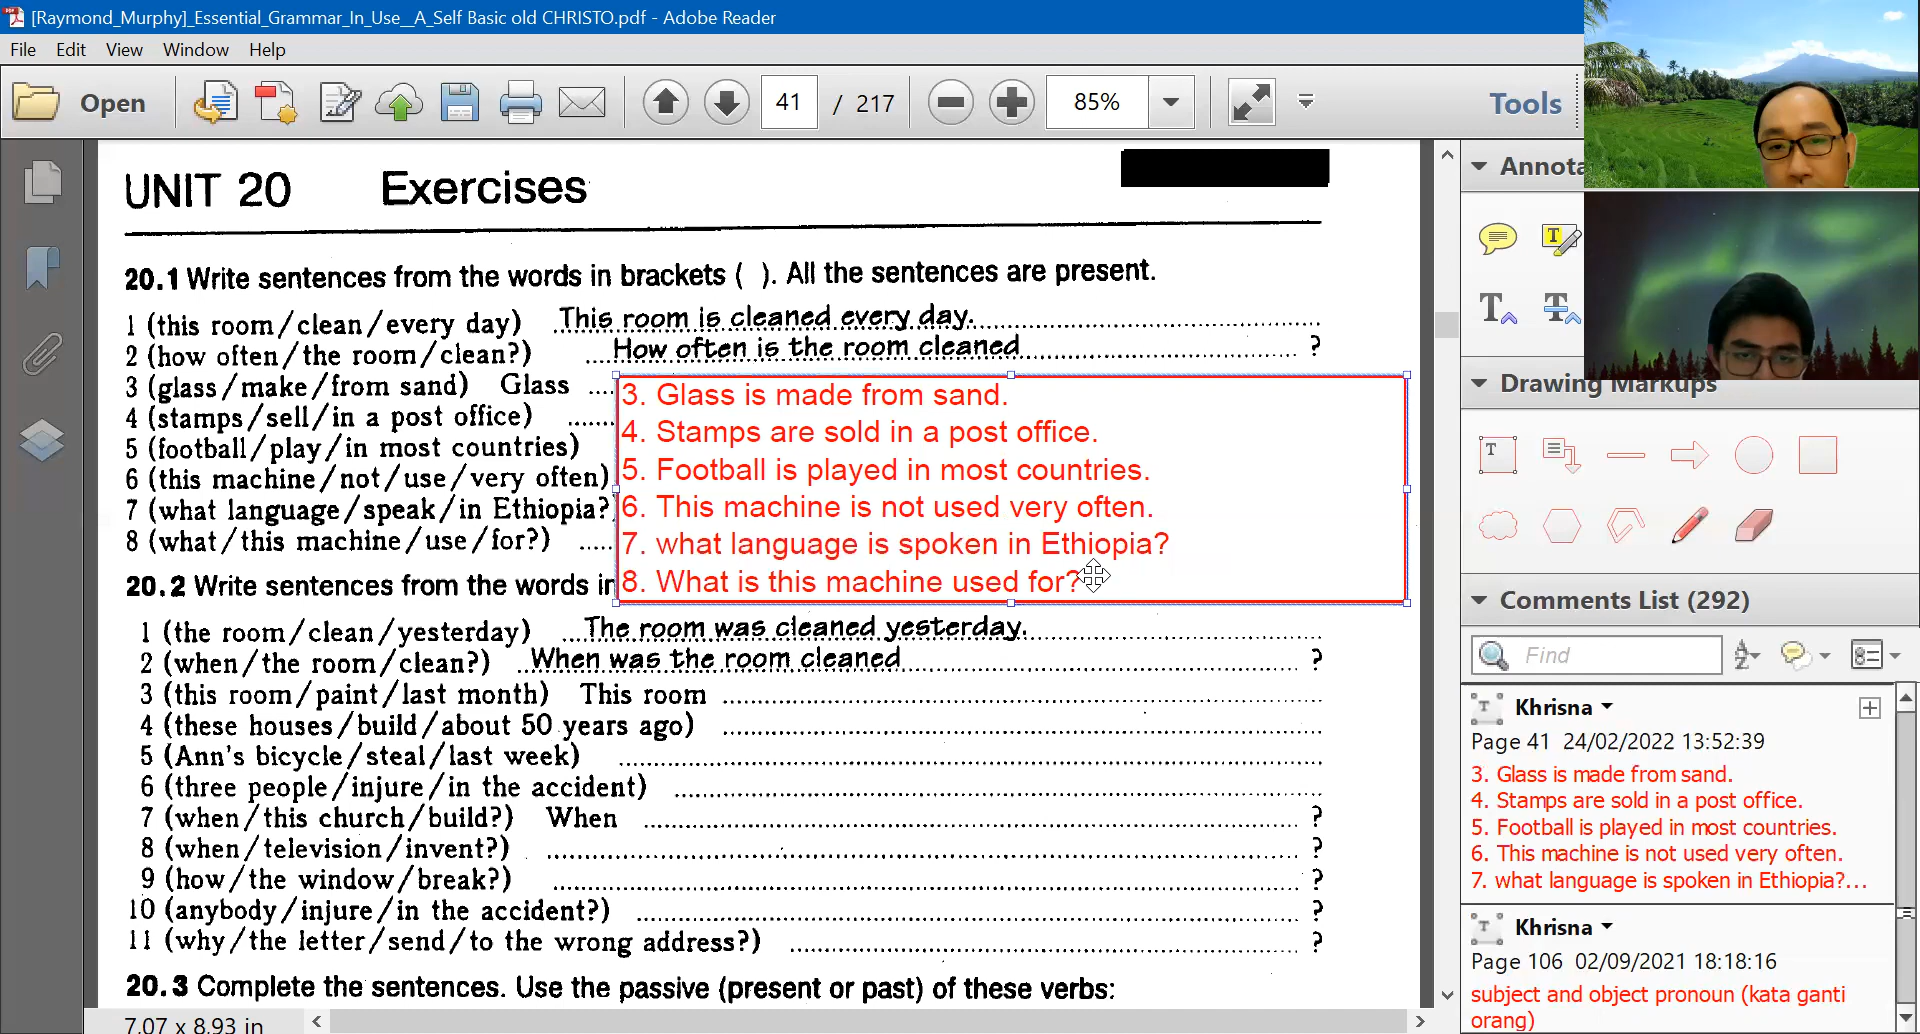 [Raymond_Murphy]_Essential_Grammar_In_Use__A_Self Basic old CHRISTO.pdf - Adobe Reader
File Edit View Window Help
Open 41 / 217 85% Tools
UNIT 20 Exercises
20.1 Write sentences from the words in brackets ( ). All the sentences are present.
1 (this room/clean/every day) This room is cleaned every day.
2 (how often/the room/clean?) How often is the room cleaned ?
3 (glass/make/from sand) Glass
4 (stamps/sell/in a post office)
5 (football/play/in most countries)
6 (this machine/not/use/very often)
7 (what language/speak/in Ethiopia?)
8 (what/this machine/use/for?)
3. Glass is made from sand.
4. Stamps are sold in a post office.
5. Football is played in most countries.
6. This machine is not used very often.
7. what language is spoken in Ethiopia?
8. What is this machine used for?
20.2 Write sentences from the words in
1 (the room/clean/yesterday) The room was cleaned yesterday.
2 (when/the room/clean?) When was the room cleaned ?
3 (this room/paint/last month) This room
4 (these houses/build/about 50 years ago)
5 (Ann's bicycle/steal/last week)
6 (three people/injure/in the accident)
7 (when/this church/build?) When ?
8 (when/television/invent?) ?
9 (how/the window/break?) ?
10 (anybody/injure/in the accident?) ?
11 (why/the letter/send/to the wrong address?) ?
20.3 Complete the sentences. Use the passive (present or past) of these verbs:
7.07 x 8.93 in
Annota
Drawing Markups
Comments List (292)
Find
Khrisna
Page 41 24/02/2022 13:52:39
3. Glass is made from sand.
4. Stamps are sold in a post office.
5. Football is played in most countries.
6. This machine is not used very often.
7. what language is spoken in Ethiopia?...
Khrisna
Page 106 02/09/2021 18:18:16
subject and object pronoun (kata ganti
orang)